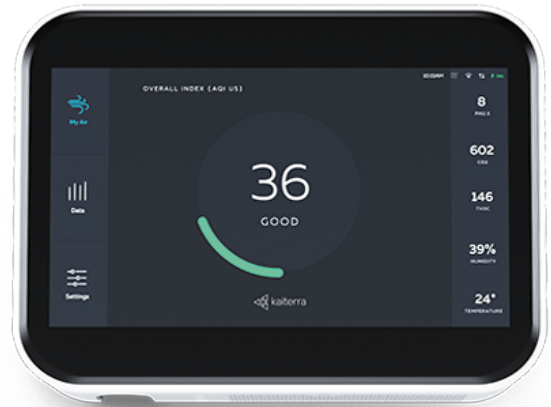 OVERALL INDEX (AQI US)
My Air
Data
Settings
36
GOOD
kaiterra
8
PM2.5
602
CO2
146
TVOC
39%
HUMIDITY
24°
TEMPERATURE